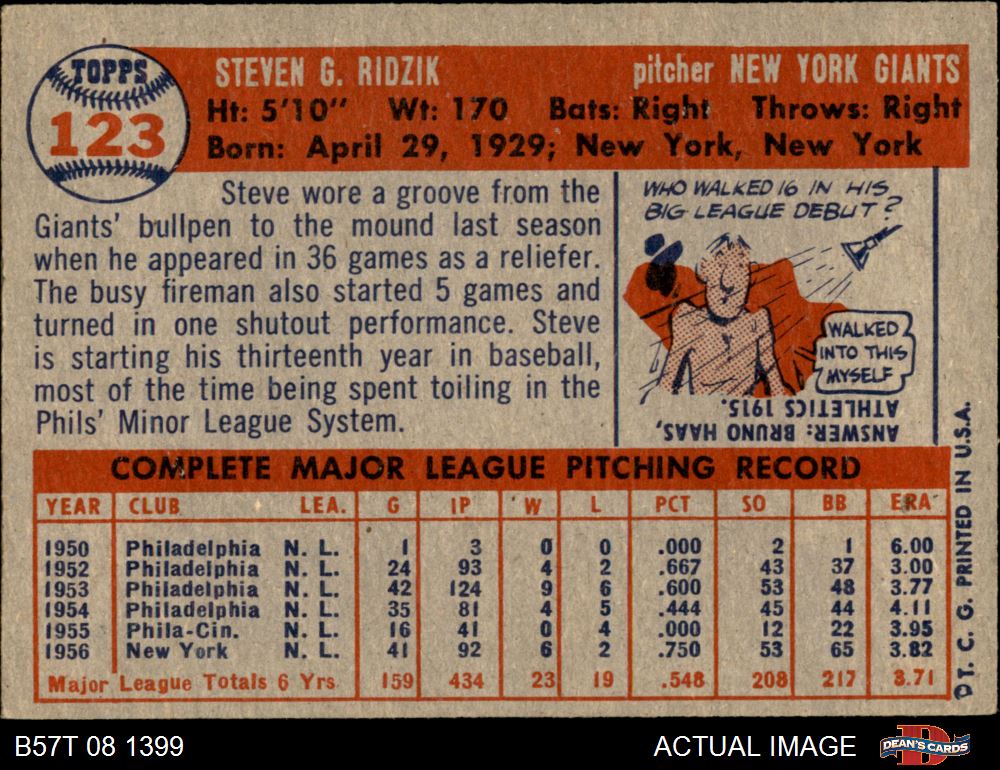 TOPPS
123
STEVEN G. RIDZIK pitcher NEW YORK GIANTS
Ht: 5'10" Wt: 170 Bats: Right Throws: Right
Born: April 29, 1929; New York, New York
Steve wore a groove from the
Giants' bullpen to the mound last season
when he appeared in 36 games as a reliefer.
The busy fireman also started 5 games and
turned in one shutout performance. Steve
is starting his thirteenth year in baseball,
most of the time being spent toiling in the
Phils' Minor League System.
WHO WALKED 16 IN HIS
BIG LEAGUE DEBUT?
WALKED
INTO THIS
MYSELF
ANSWER: BRUNO HAAS,
ATHLETICS 1915.
COMPLETE MAJOR LEAGUE PITCHING RECORD
YEAR CLUB LEA. G IP W L PCT SO BB ERA
1950 Philadelphia N. L. 1 3 0 0 .000 2 1 6.00
1952 Philadelphia N. L. 24 93 4 2 .667 43 37 3.00
1953 Philadelphia N. L. 42 124 9 6 .600 53 48 3.77
1954 Philadelphia N. L. 35 81 4 5 .444 45 44 4.11
1955 Phila-Cin. N. L. 16 41 0 4 .000 12 22 3.95
1956 New York N. L. 41 92 6 2 .750 53 65 3.82
Major League Totals 6 Yrs. 159 434 23 19 .548 208 217 3.71
© T. C. G. PRINTED IN U.S.A.
B57T 08 1399 ACTUAL IMAGE
D
DEAN'S CARDS